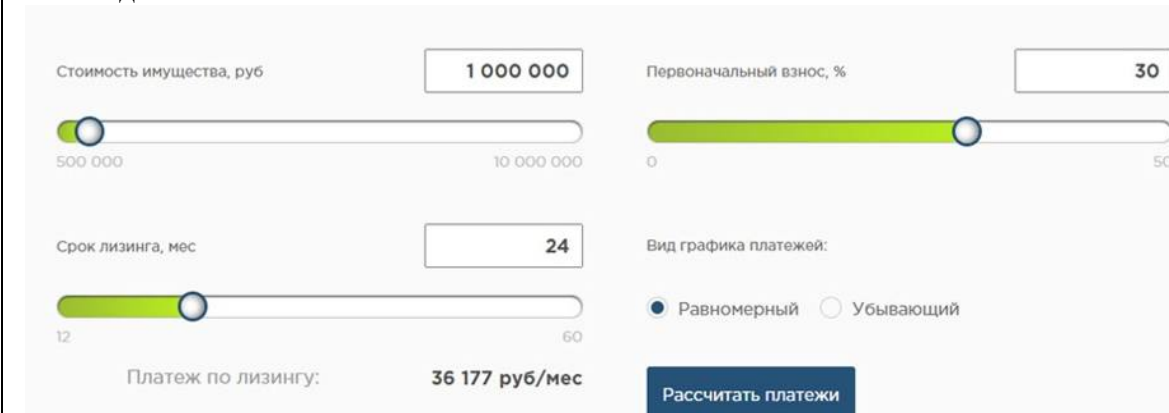 Стоимость имущества, руб
1 000 000
500 000
10 000 000
Первоначальный взнос, %
30
0
50
Срок лизинга, мес
24
12
60
Вид графика платежей:
Равномерный
Убывающий
Платеж по лизингу:
36 177 руб/мес
Рассчитать платежи